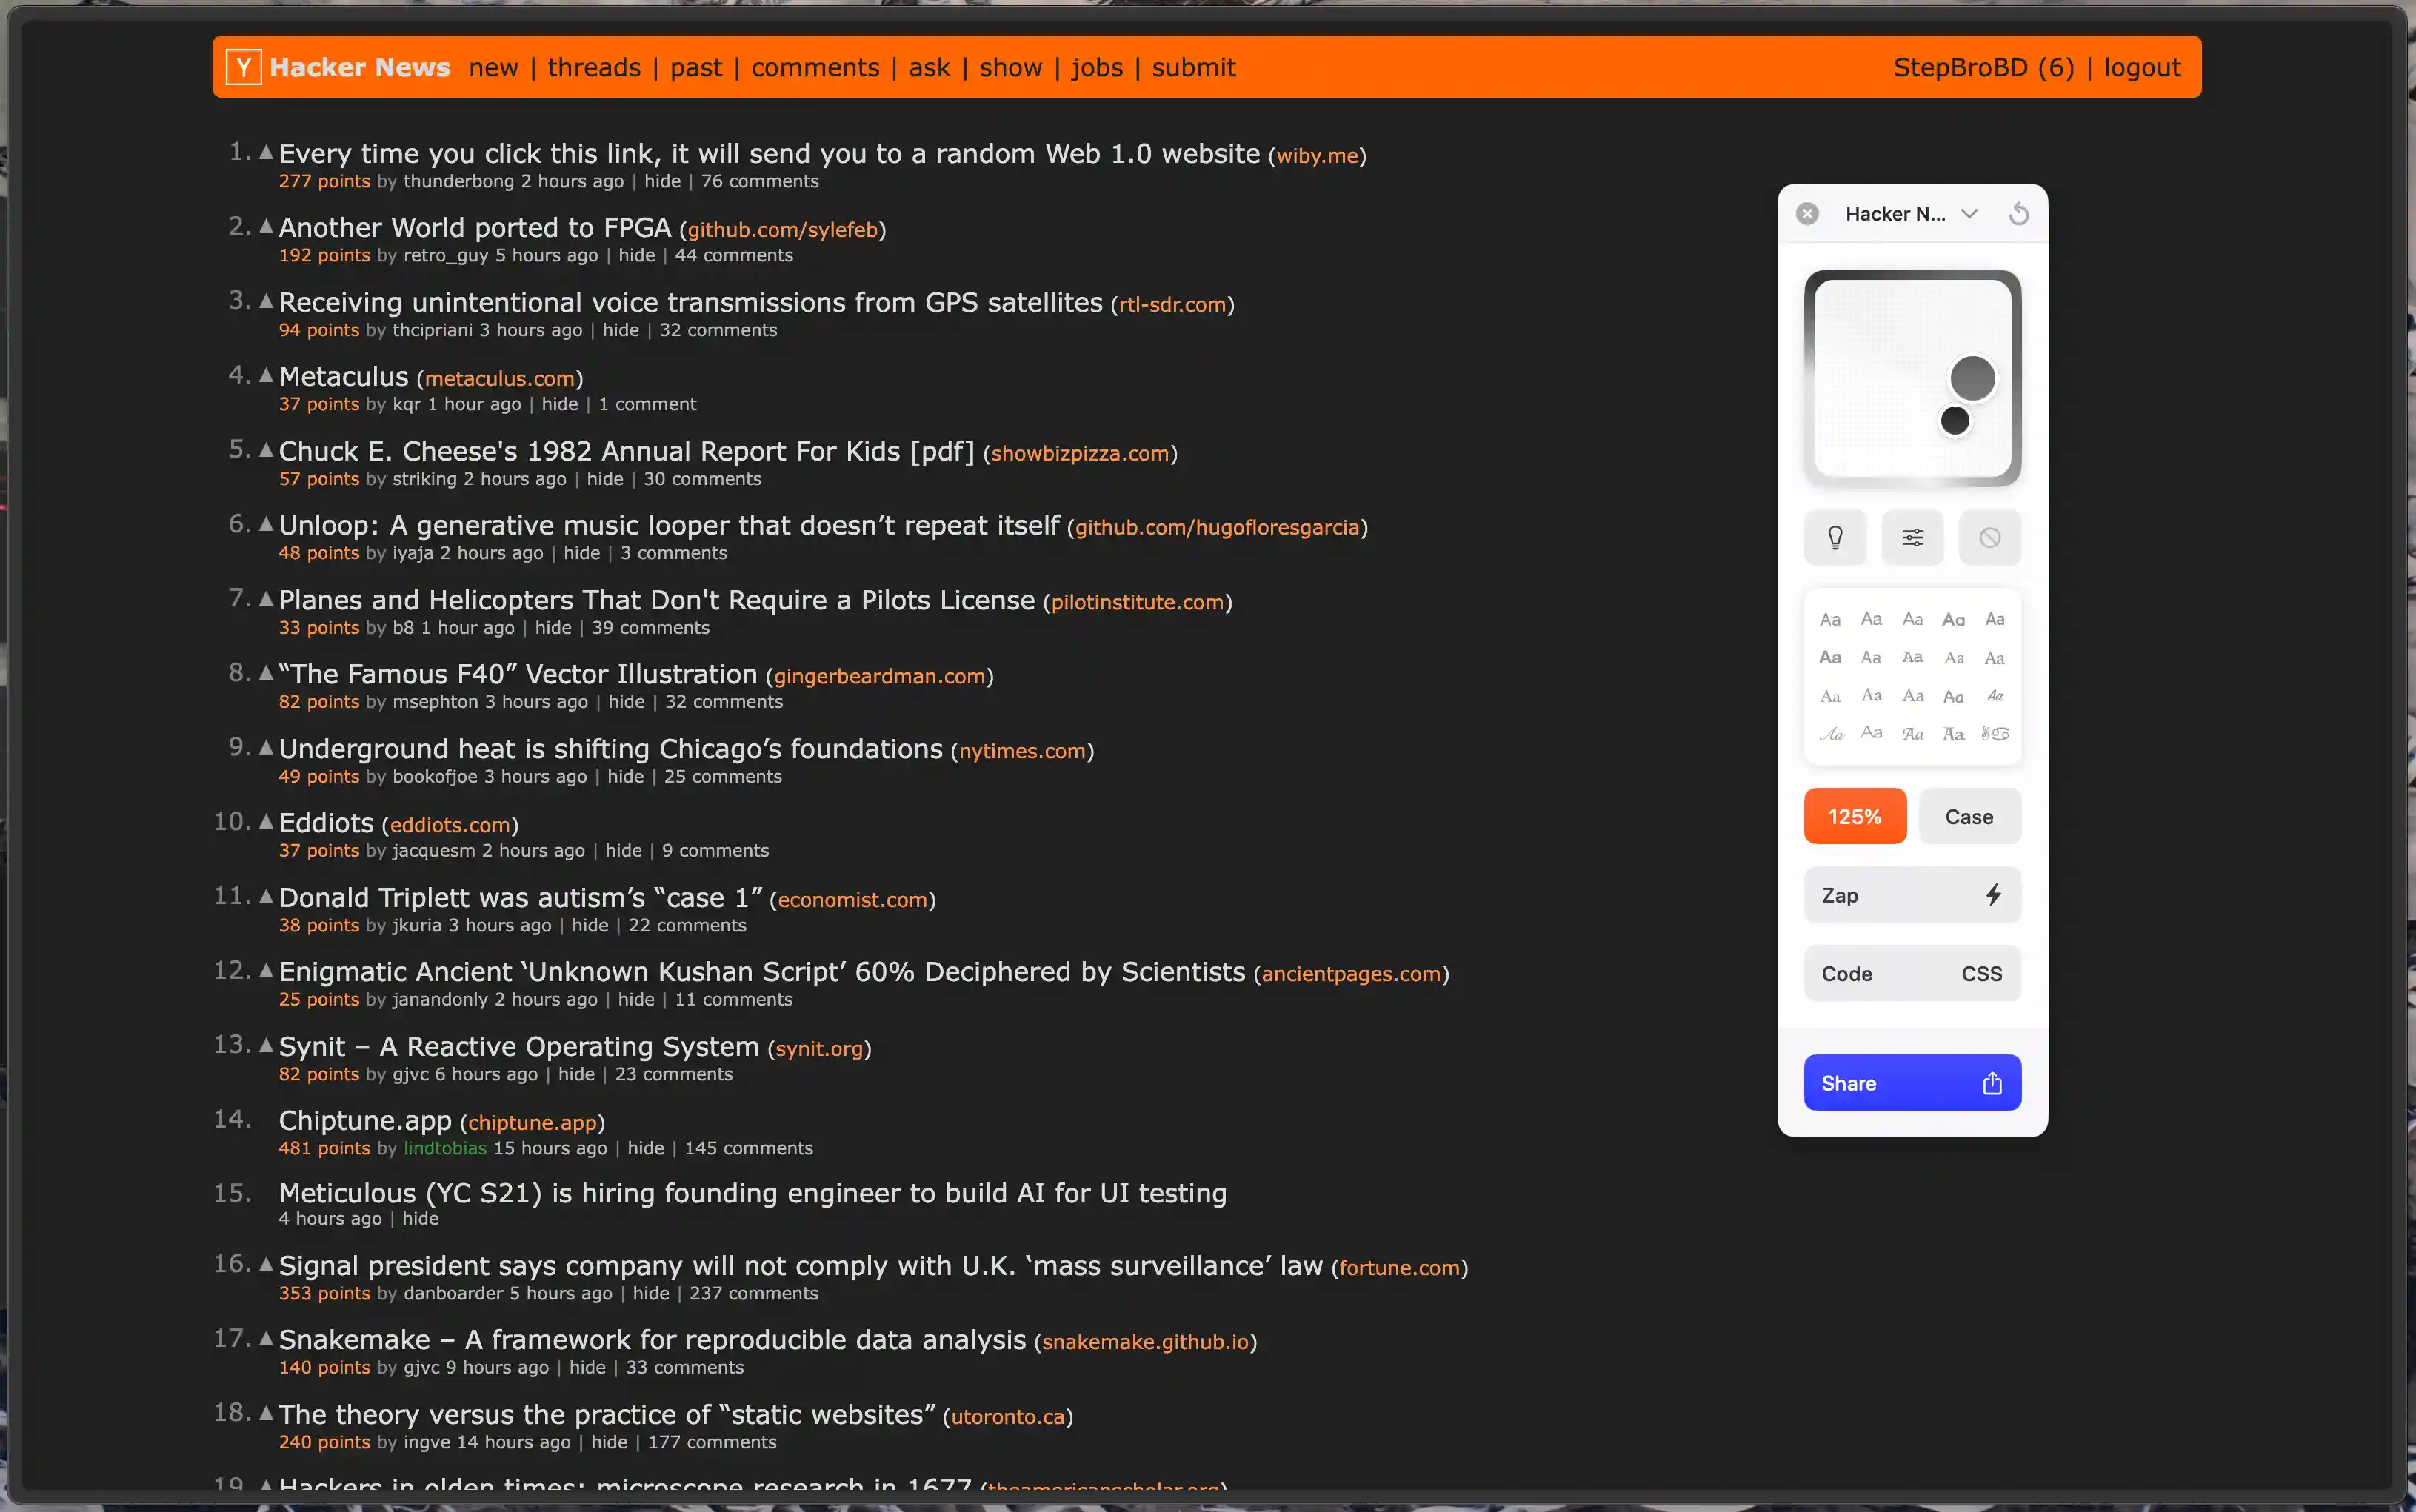 Y Hacker News new | threads | past | comments | ask | show | jobs | submit StepBroBD (6) | logout
1. Every time you click this link, it will send you to a random Web 1.0 website (wiby.me)
277 points by thunderbong 2 hours ago | hide | 76 comments
2. Another World ported to FPGA (github.com/sylefeb)
192 points by retro_guy 5 hours ago | hide | 44 comments
3. Receiving unintentional voice transmissions from GPS satellites (rtl-sdr.com)
94 points by thcipriani 3 hours ago | hide | 32 comments
4. Metaculus (metaculus.com)
37 points by kqr 1 hour ago | hide | 1 comment
5. Chuck E. Cheese's 1982 Annual Report For Kids [pdf] (showbizpizza.com)
57 points by striking 2 hours ago | hide | 30 comments
6. Unloop: A generative music looper that doesn’t repeat itself (github.com/hugofloresgarcia)
48 points by iyaja 2 hours ago | hide | 3 comments
7. Planes and Helicopters That Don't Require a Pilots License (pilotinstitute.com)
33 points by b8 1 hour ago | hide | 39 comments
8. “The Famous F40” Vector Illustration (gingerbeardman.com)
82 points by msephton 3 hours ago | hide | 32 comments
9. Underground heat is shifting Chicago’s foundations (nytimes.com)
49 points by bookofjoe 3 hours ago | hide | 25 comments
10. Eddiots (eddiots.com)
37 points by jacquesm 2 hours ago | hide | 9 comments
11. Donald Triplett was autism’s “case 1” (economist.com)
38 points by jkuria 3 hours ago | hide | 22 comments
12. Enigmatic Ancient ‘Unknown Kushan Script’ 60% Deciphered by Scientists (ancientpages.com)
25 points by janandonly 2 hours ago | hide | 11 comments
13. Synit – A Reactive Operating System (synit.org)
82 points by gjvc 6 hours ago | hide | 23 comments
14. Chiptune.app (chiptune.app)
481 points by lindtobias 15 hours ago | hide | 145 comments
15. Meticulous (YC S21) is hiring founding engineer to build AI for UI testing
4 hours ago | hide
16. Signal president says company will not comply with U.K. ‘mass surveillance’ law (fortune.com)
353 points by danboarder 5 hours ago | hide | 237 comments
17. Snakemake – A framework for reproducible data analysis (snakemake.github.io)
140 points by gjvc 9 hours ago | hide | 33 comments
18. The theory versus the practice of “static websites” (utoronto.ca)
240 points by ingve 14 hours ago | hide | 177 comments
19. Hackers in olden times: microscope research in 1677 (theamericanscholar.org)
Hacker N...
Aa Aa Aa Aa Aa
Aa Aa Aa Aa Aa
Aa Aa Aa Aa Aa
Aa Aa Aa Aa
125% Case
Zap
Code CSS
Share